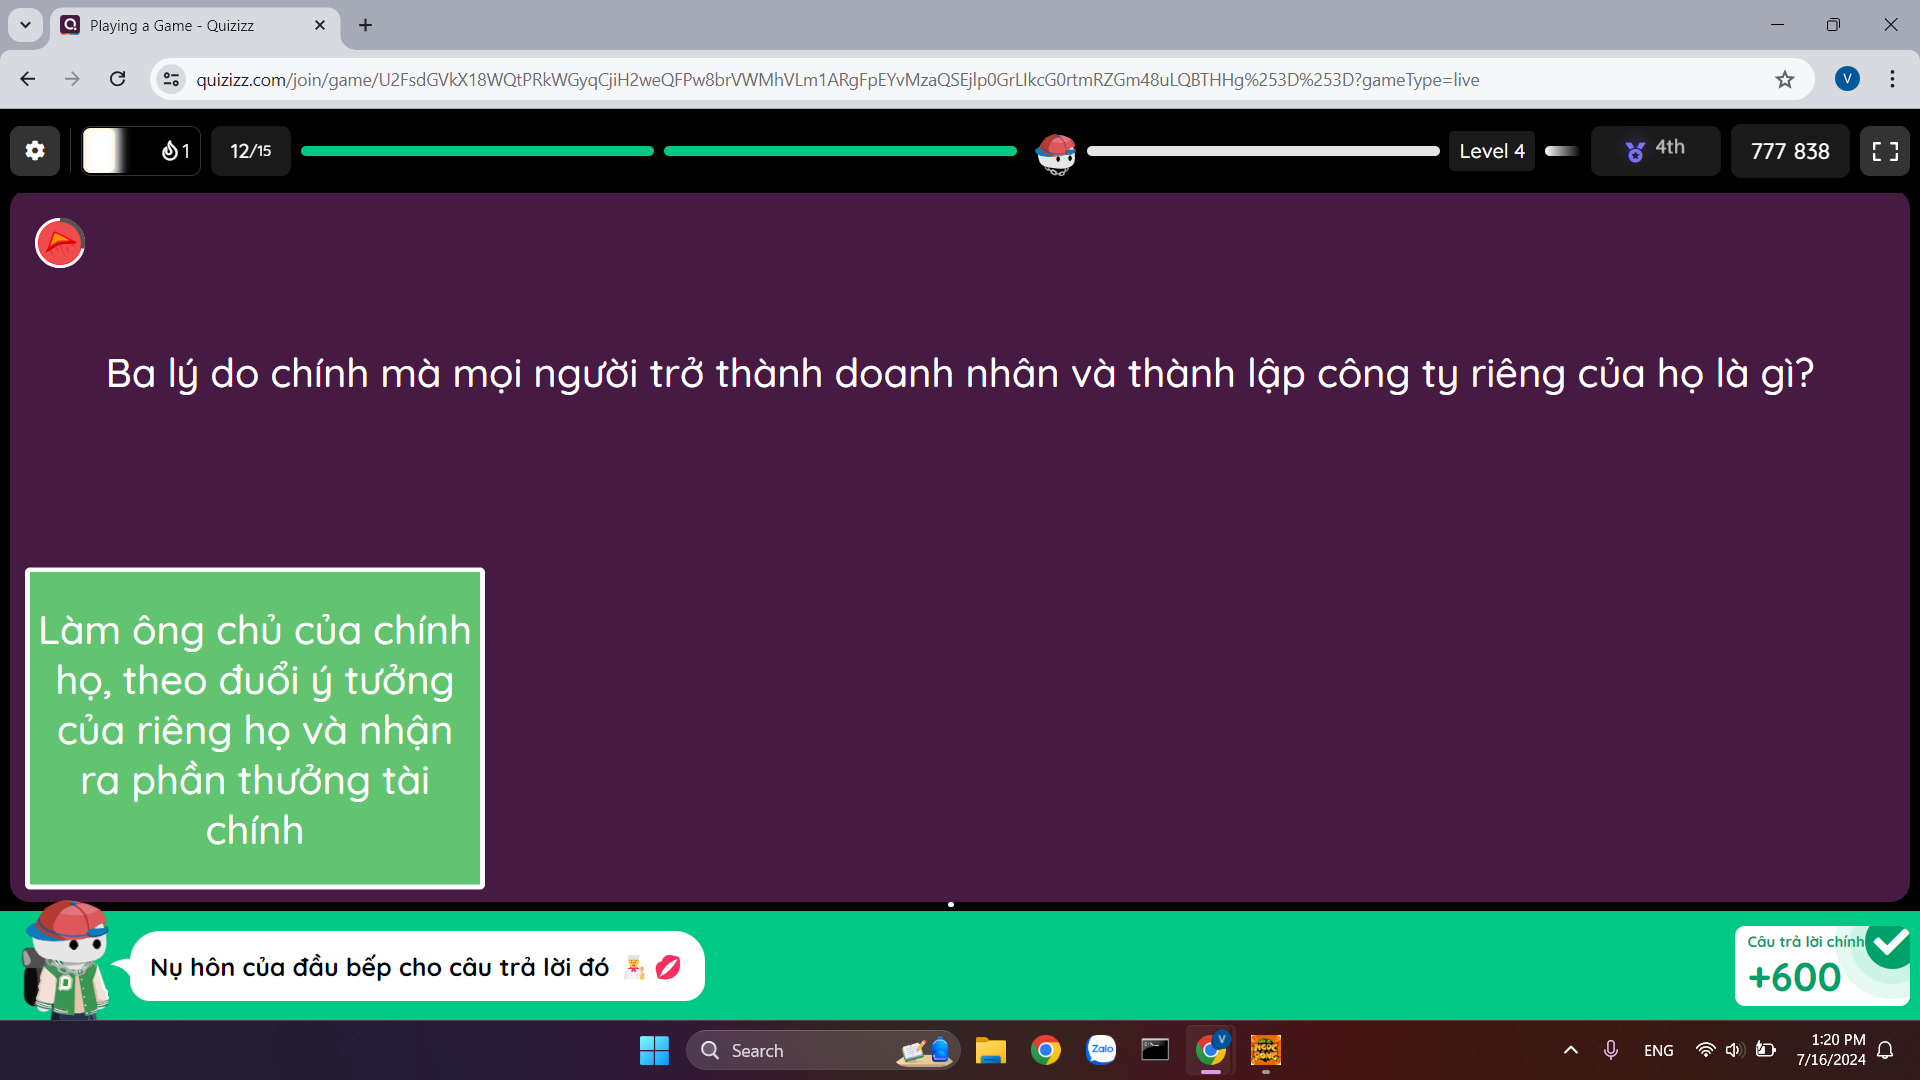 Playing a Game - Quizizz
quizizz.com/join/game/U2FsdGVkX18WQtPRkWGyqCjiH2weQFPw8brVWMhVLm1ARgFpEYvMzaQSEjlp0GrLIkcG0rtmRZGm48uLQBTHHg%253D%253D?gameType=live
V
1
12/15
Level 4
4th
777 838
Ba lý do chính mà mọi người trở thành doanh nhân và thành lập công ty riêng của họ là gì?
Làm ông chủ của chính
họ, theo đuổi ý tưởng
của riêng họ và nhận
ra phần thưởng tài
chính
Nụ hôn của đầu bếp cho câu trả lời đó
Câu trả lời chính
+600
Search
Zalo
V
NGOC
RONG
ENG
1:20 PM
7/16/2024